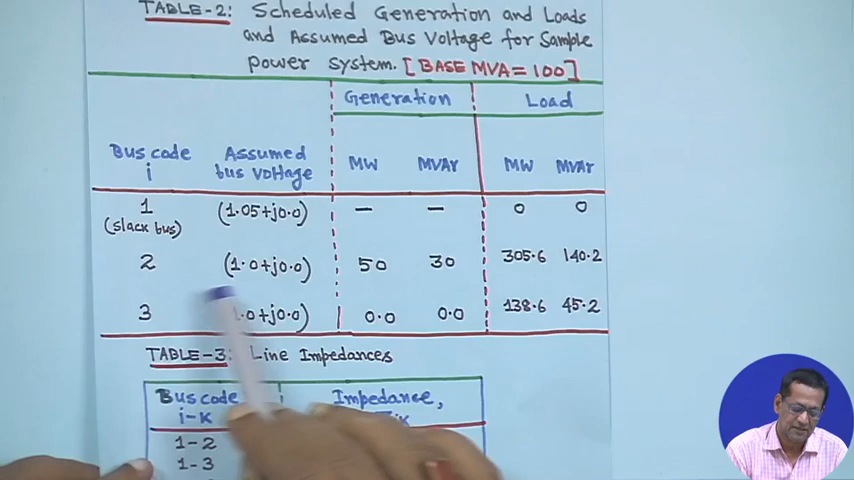 TABLE-2: Scheduled Generation and Loads
and Assumed Bus Voltage for Sample
power system. [BASE MVA = 100]
Generation Load
Bus code Assumed MW MVAr MW MVAr
i bus voltage
1 (1.05+j0.0) — — 0 0
(slack bus)
2 (1.0+j0.0) 50 30 305.6 140.2
3 1.0+j0.0) 0.0 0.0 138.6 45.2
TABLE-3: Line Impedances
Bus code Impedance,
i-k
1-2
1-3